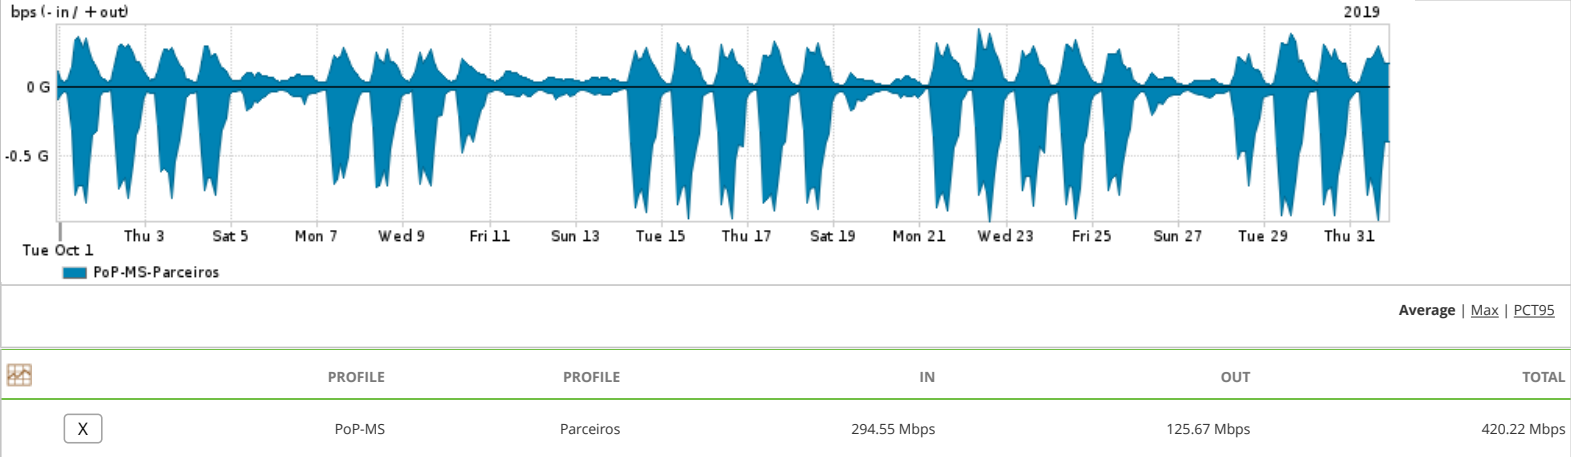 bps (- in / + out) 2019
0 G
-0.5 G
Thu 3 Sat 5 Mon 7 Wed 9 Fri 11 Sun 13 Tue 15 Thu 17 Sat 19 Mon 21 Wed 23 Fri 25 Sun 27 Tue 29 Thu 31
Tue Oct 1
PoP-MS-Parceiros
Average | Max | PCT95
PROFILE PROFILE IN OUT TOTAL
X PoP-MS Parceiros 294.55 Mbps 125.67 Mbps 420.22 Mbps